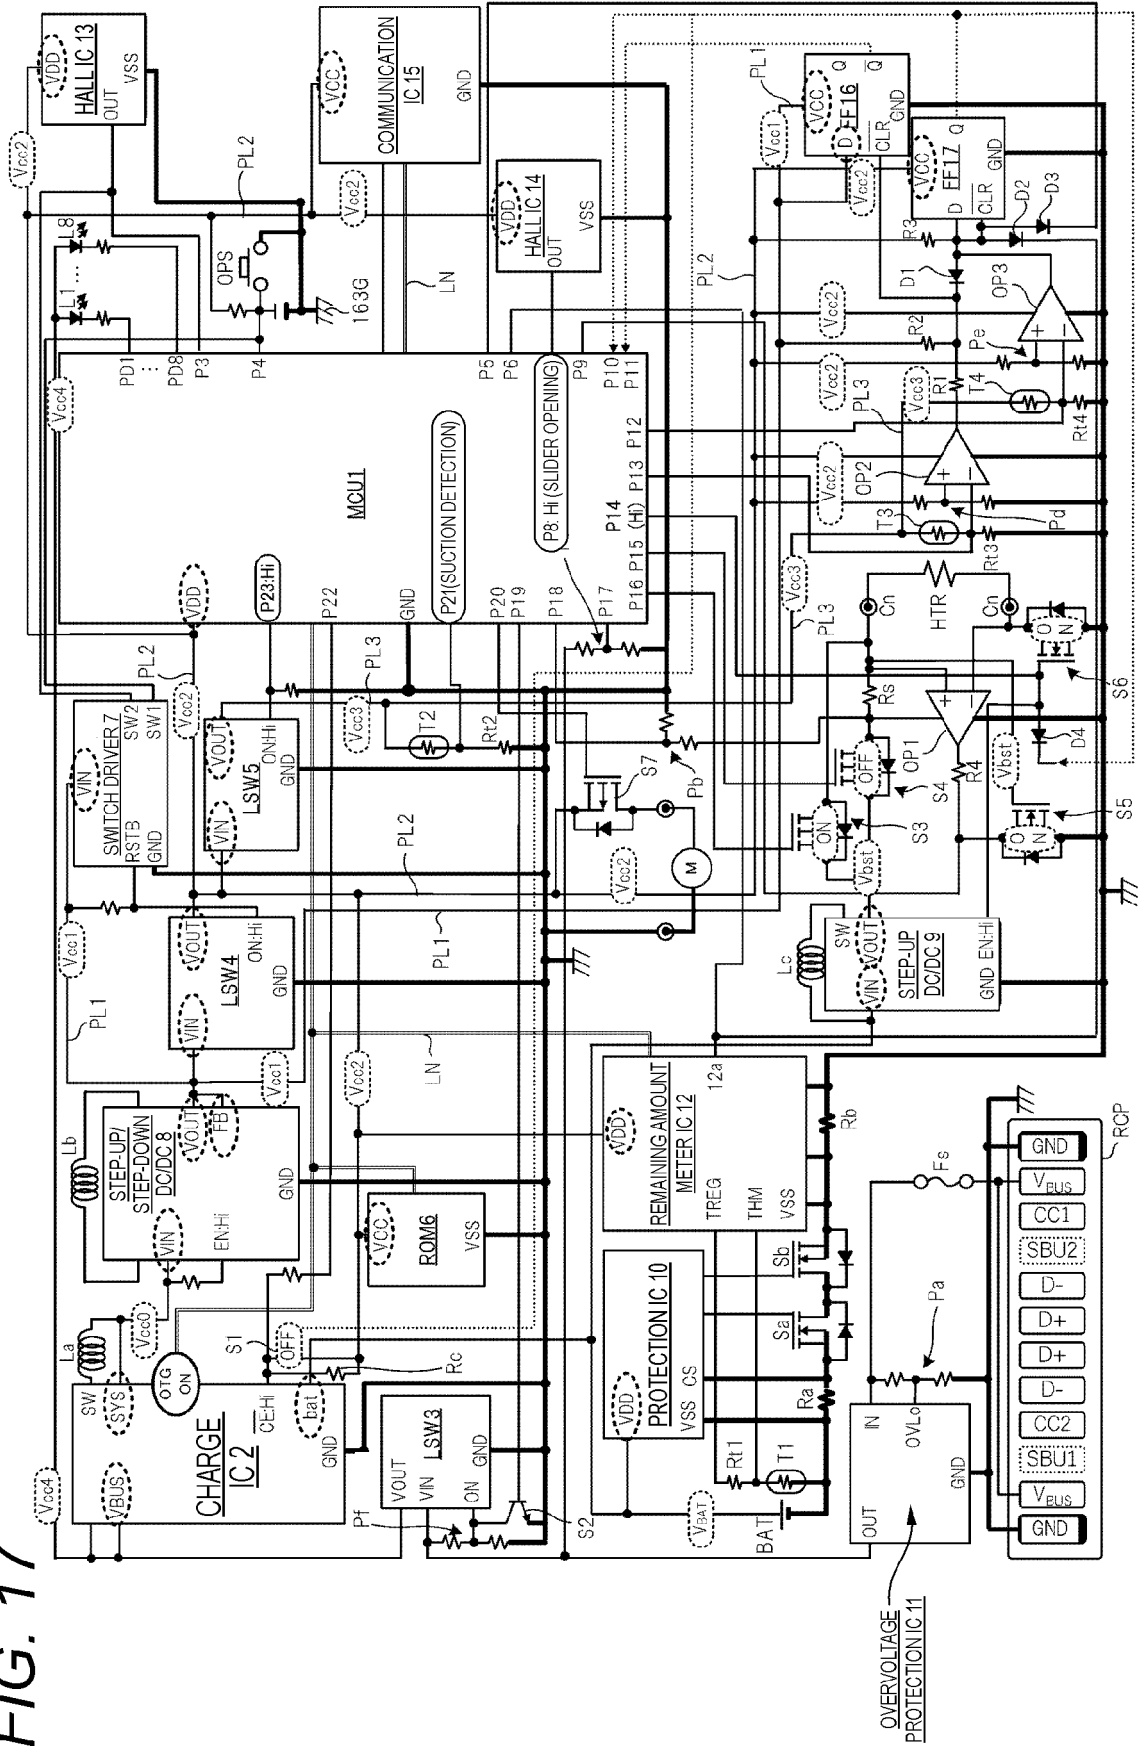 FIG. 17
Vcc4
CHARGE
IC 2
VBUS
SW
SYS
OTG
ON
CE:Hi
bat
GND
La
Vcc0
S1
OFF
Rc
LSW3
VOUT
VIN
ON
GND
Pf
S2
STEP-UP/
STEP-DOWN
DC/DC 8
VIN
EN:Hi
VOUT
FB
GND
Lb
Vcc1
ROM6
VCC
VSS
Vcc2
LN
PL1
Vcc1
LSW4
VIN
VOUT
ON:Hi
GND
PL1
PL2
SWITCH DRIVER 7
VIN
RSTB
GND
SW2
SW1
LSW5
VIN
VOUT
ON:Hi
GND
Vcc2
PL2
Vcc3
PL3
T2
Rt2
MCU1
Vcc4
VDD
P23:Hi
P22
GND
P21(SUCTION DETECTION)
P20
P19
P18
P17
P16
P15
P14
(Hi)
P13
P12
P11
P10
P9
P8: Hi (SLIDER OPENING)
P6
P5
P4
P3
PD8
:
PD1
L1
...
L8
OPS
163G
LN
Vcc2
HALL IC 13
VDD
OUT
VSS
PL2
COMMUNICATION
IC 15
VCC
GND
Vcc2
HALL IC 14
VDD
OUT
VSS
S7
Pb
M
Vcc2
PROTECTION IC 10
VDD
VSS
CS
VBAT
BAT
Rt1
T1
Ra
Sa
Sb
REMAINING AMOUNT
METER IC 12
VDD
12a
TREG
THM
VSS
Rb
STEP-UP
DC/DC 9
VIN
SW
VOUT
GND
EN:Hi
Lc
Vbst
ON
S3
OFF
S4
OP1
Rs
R4
Vbst
D4
ON
S5
ON
S6
Cn
HTR
Cn
Vcc3
PL3
T3
Rt3
Pd
OP2
Vcc2
PL3
Vcc3
R1
T4
Rt4
Vcc2
Pe
R2
OP3
Vcc2
D1
R3
D2
D3
PL2
FF16
VCC
D
CLR
Q
Q
GND
Vcc1
PL1
Vcc2
FF17
VCC
D
CLR
Q
GND
OVERVOLTAGE
PROTECTION IC 11
OUT
IN
OVLo
GND
Pa
Fs
RCP
GND
VBUS
SBU1
CC2
D-
D+
D+
D-
SBU2
CC1
VBUS
GND